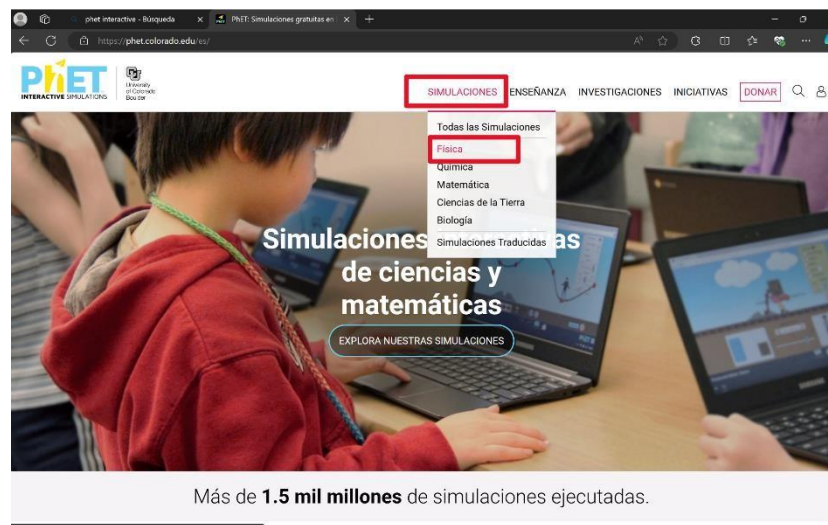 phet interactive - Búsqueda
PhET: Simulaciones gratuitas en
https://phet.colorado.edu/es/
PhET
INTERACTIVE SIMULATIONS
University
of Colorado
Boulder
SIMULACIONES ENSEÑANZA INVESTIGACIONES INICIATIVAS DONAR
Todas las Simulaciones
Física
Química
Matemática
Ciencias de la Tierra
Biología
Simulaciones Traducidas
Simulaciones as
de ciencias y
matemáticas
EXPLORA NUESTRAS SIMULACIONES
Más de 1.5 mil millones de simulaciones ejecutadas.